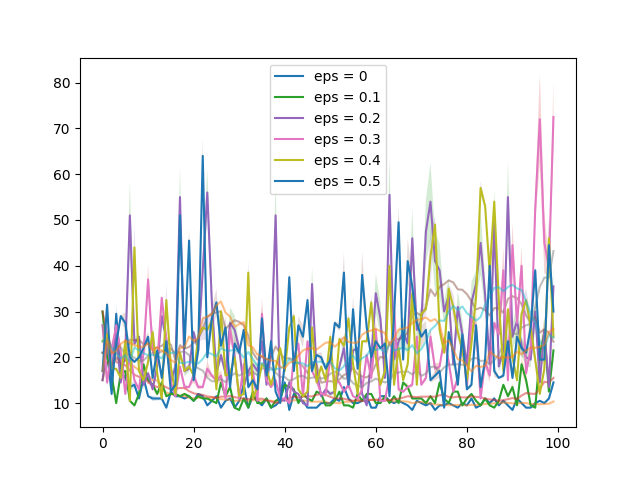 eps = 0
eps = 0.1
eps = 0.2
eps = 0.3
eps = 0.4
eps = 0.5
80
70
60
50
40
30
20
10
0 20 40 60 80 100